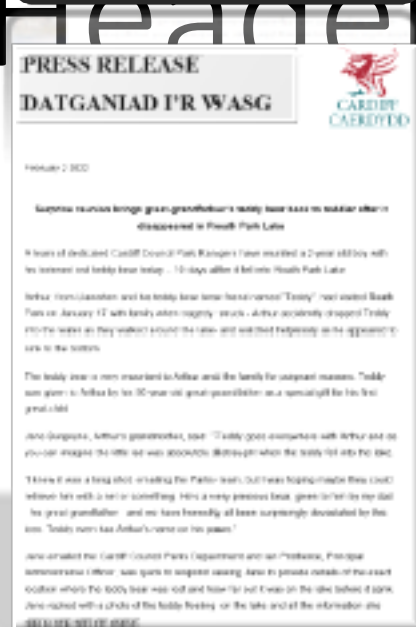 Header
PRESS RELEASE
DATGANIAD I'R WASG
CARDIFF
CAERDYDD
February 2022
Surprise reunion brings great-grandfather's teddy bear back to toddler after it
disappeared in Roath Park Lake
A team of dedicated Cardiff Council Park Rangers have reunited a 2-year old boy with
his beloved teddy bear today - 10 days after it fell into Roath Park Lake
Arthur from Llanishen and his teddy bear friend named "Teddy" had visited Roath
Park on January 17 with family when tragedy struck - Arthur accidently dropped Teddy
into the water as they walked around the lake and watched helplessly as he appeared to
sink to the bottom
The teddy bear is very important to Arthur and the family for poignant reasons. Teddy
was given to Arthur by his 90-year-old great-grandfather as a special gift for his first
great-child
Jane Arthur's grandmother, said: "Teddy goes everywhere with Arthur and as
you can imagine the little lad was absolutely distraught when the teddy fell into the lake.
"I knew it was a long shot emailing the Parks team, but I was hoping maybe they could
retrieve him with a net or something. He's a very precious bear, given to him by my dad
his great grandfather and we have honestly all been surprisingly devastated by this
loss. Teddy even has Arthur's name on his paws."
Jane emailed the Cardiff Council Parks Department and Ian Principal
Administrative Officer, was quick to respond asking Jane to provide details of the exact
location where the teddy bear was lost and how far out it was on the lake before it sank.
Jane replied with a photo of the teddy floating on the lake and all the information she